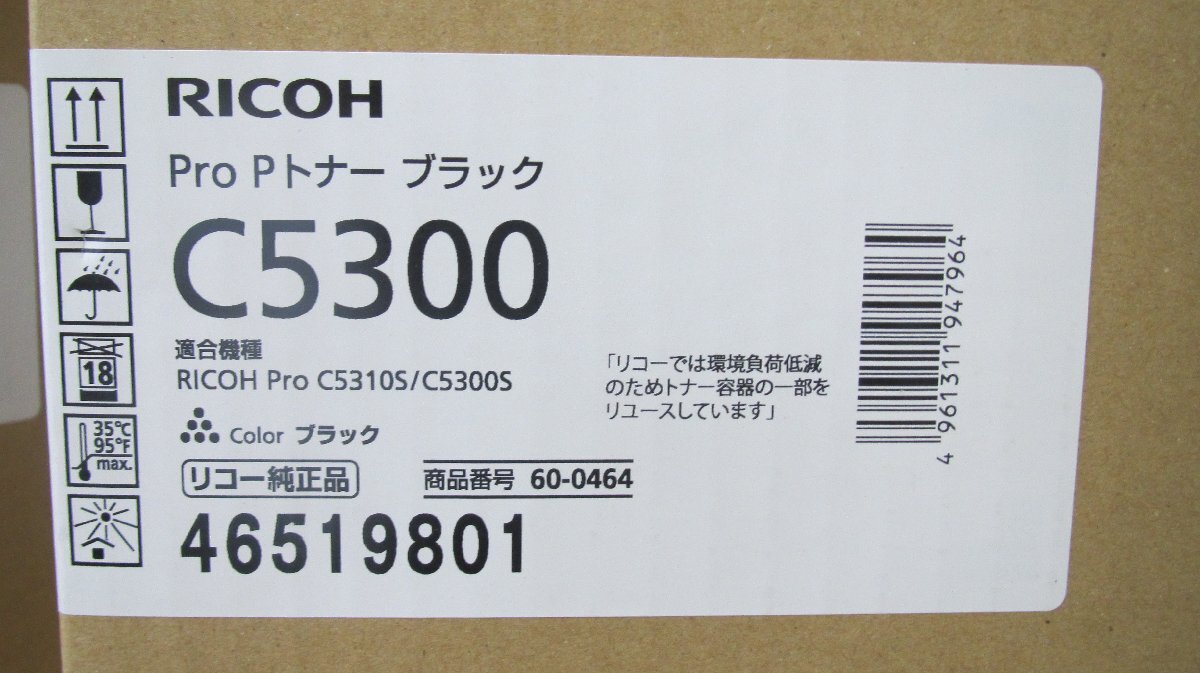 RICOH
Pro Pトナー ブラック
C5300
適合機種
RICOH Pro C5310S/C5300S
Color ブラック
リコー純正品
商品番号 60-0464
46519801
「リコーでは環境負荷低減
のためトナー容器の一部を
リユースしています」
4 961311 947964
18
35℃
95°F
max.